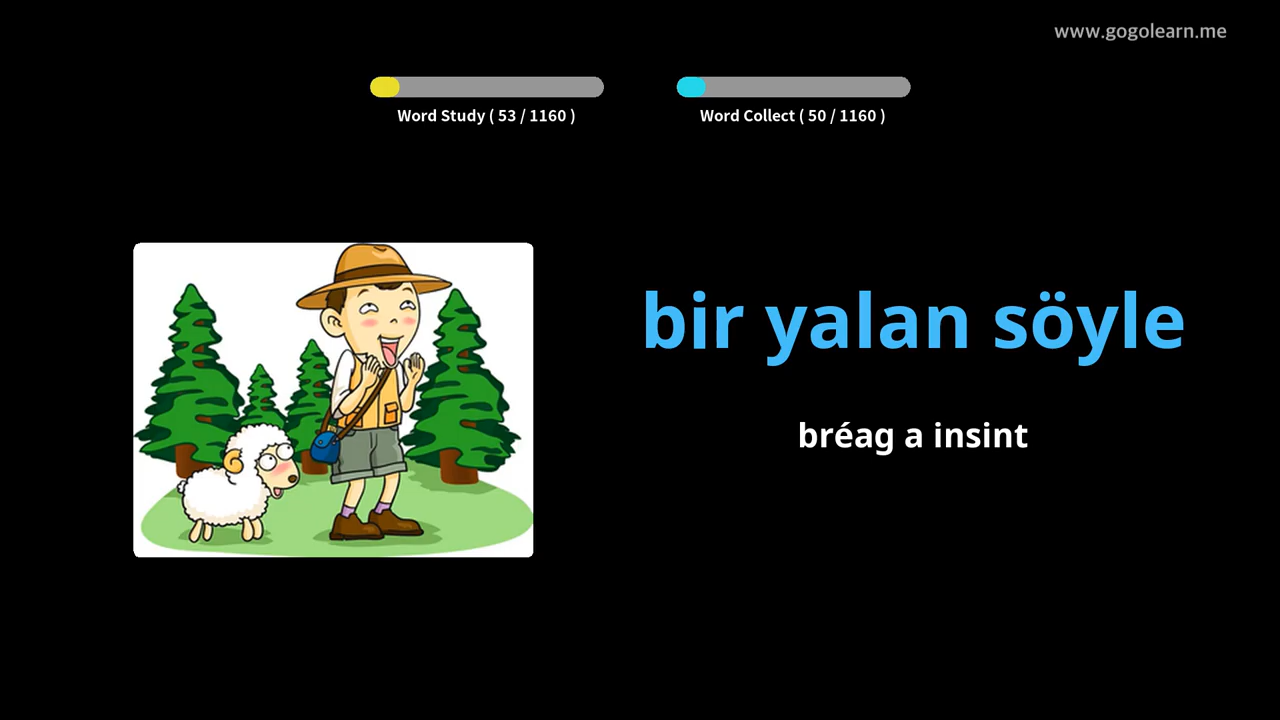 www.gogolearn.me
Word Study ( 53 / 1160 )
Word Collect ( 50 / 1160 )
bir yalan söyle
bréag a insint